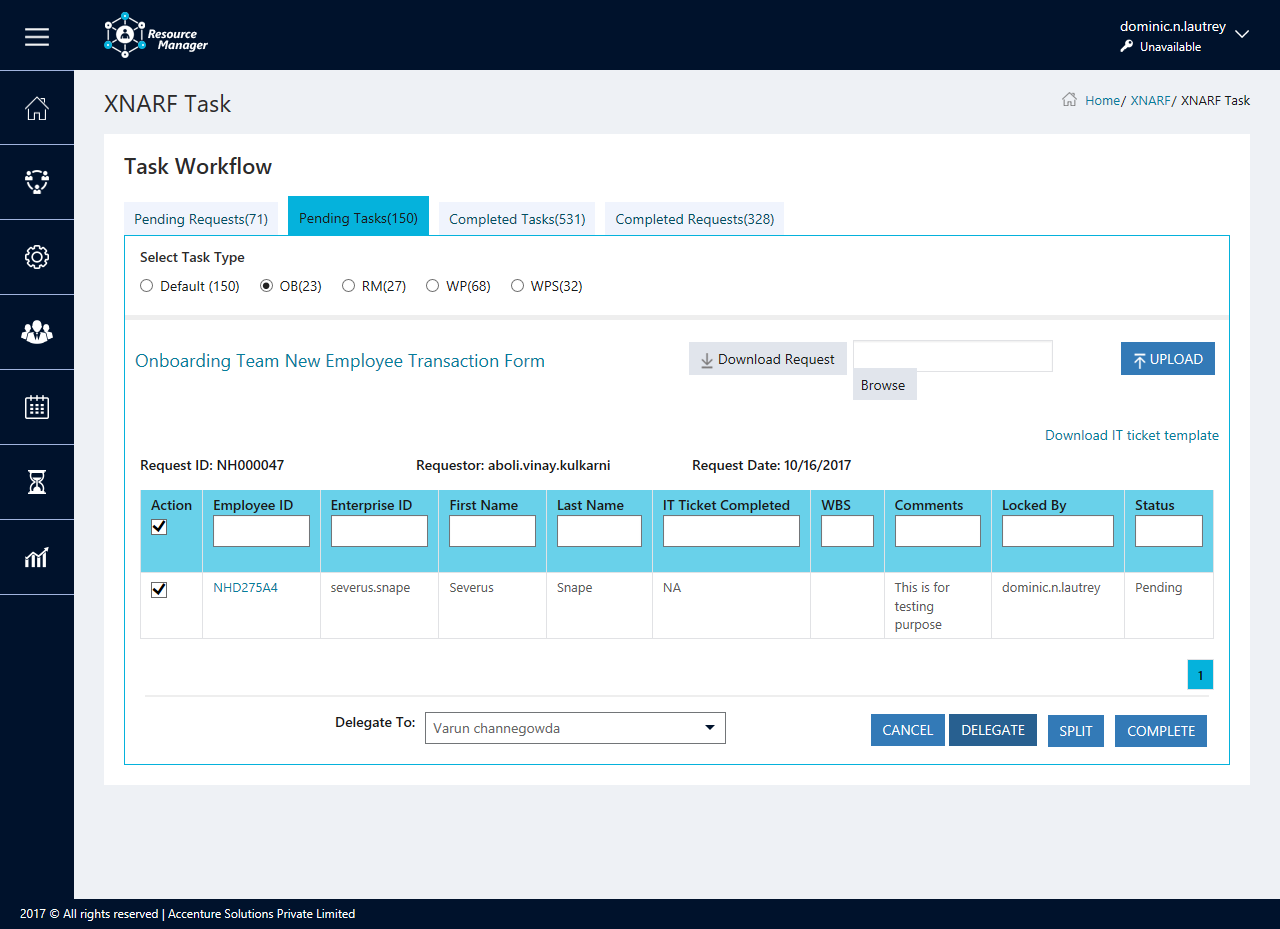 Resource
Manager
dominic.n.lautrey
Unavailable
XNARF Task
Home/ XNARF/ XNARF Task
Task Workflow
Pending Requests(71) Pending Tasks(150) Completed Tasks(531) Completed Requests(328)
Select Task Type
Default (150) OB(23) RM(27) WP(68) WPS(32)
Onboarding Team New Employee Transaction Form Download Request UPLOAD
Browse
Download IT ticket template
Request ID: NH000047 Requestor: aboli.vinay.kulkarni Request Date: 10/16/2017
Action Employee ID Enterprise ID First Name Last Name IT Ticket Completed WBS Comments Locked By Status
NHD275A4 severus.snape Severus Snape NA This is for dominic.n.lautrey Pending
testing
purpose
1
Delegate To: Varun channegowda CANCEL DELEGATE SPLIT COMPLETE
2017 © All rights reserved | Accenture Solutions Private Limited